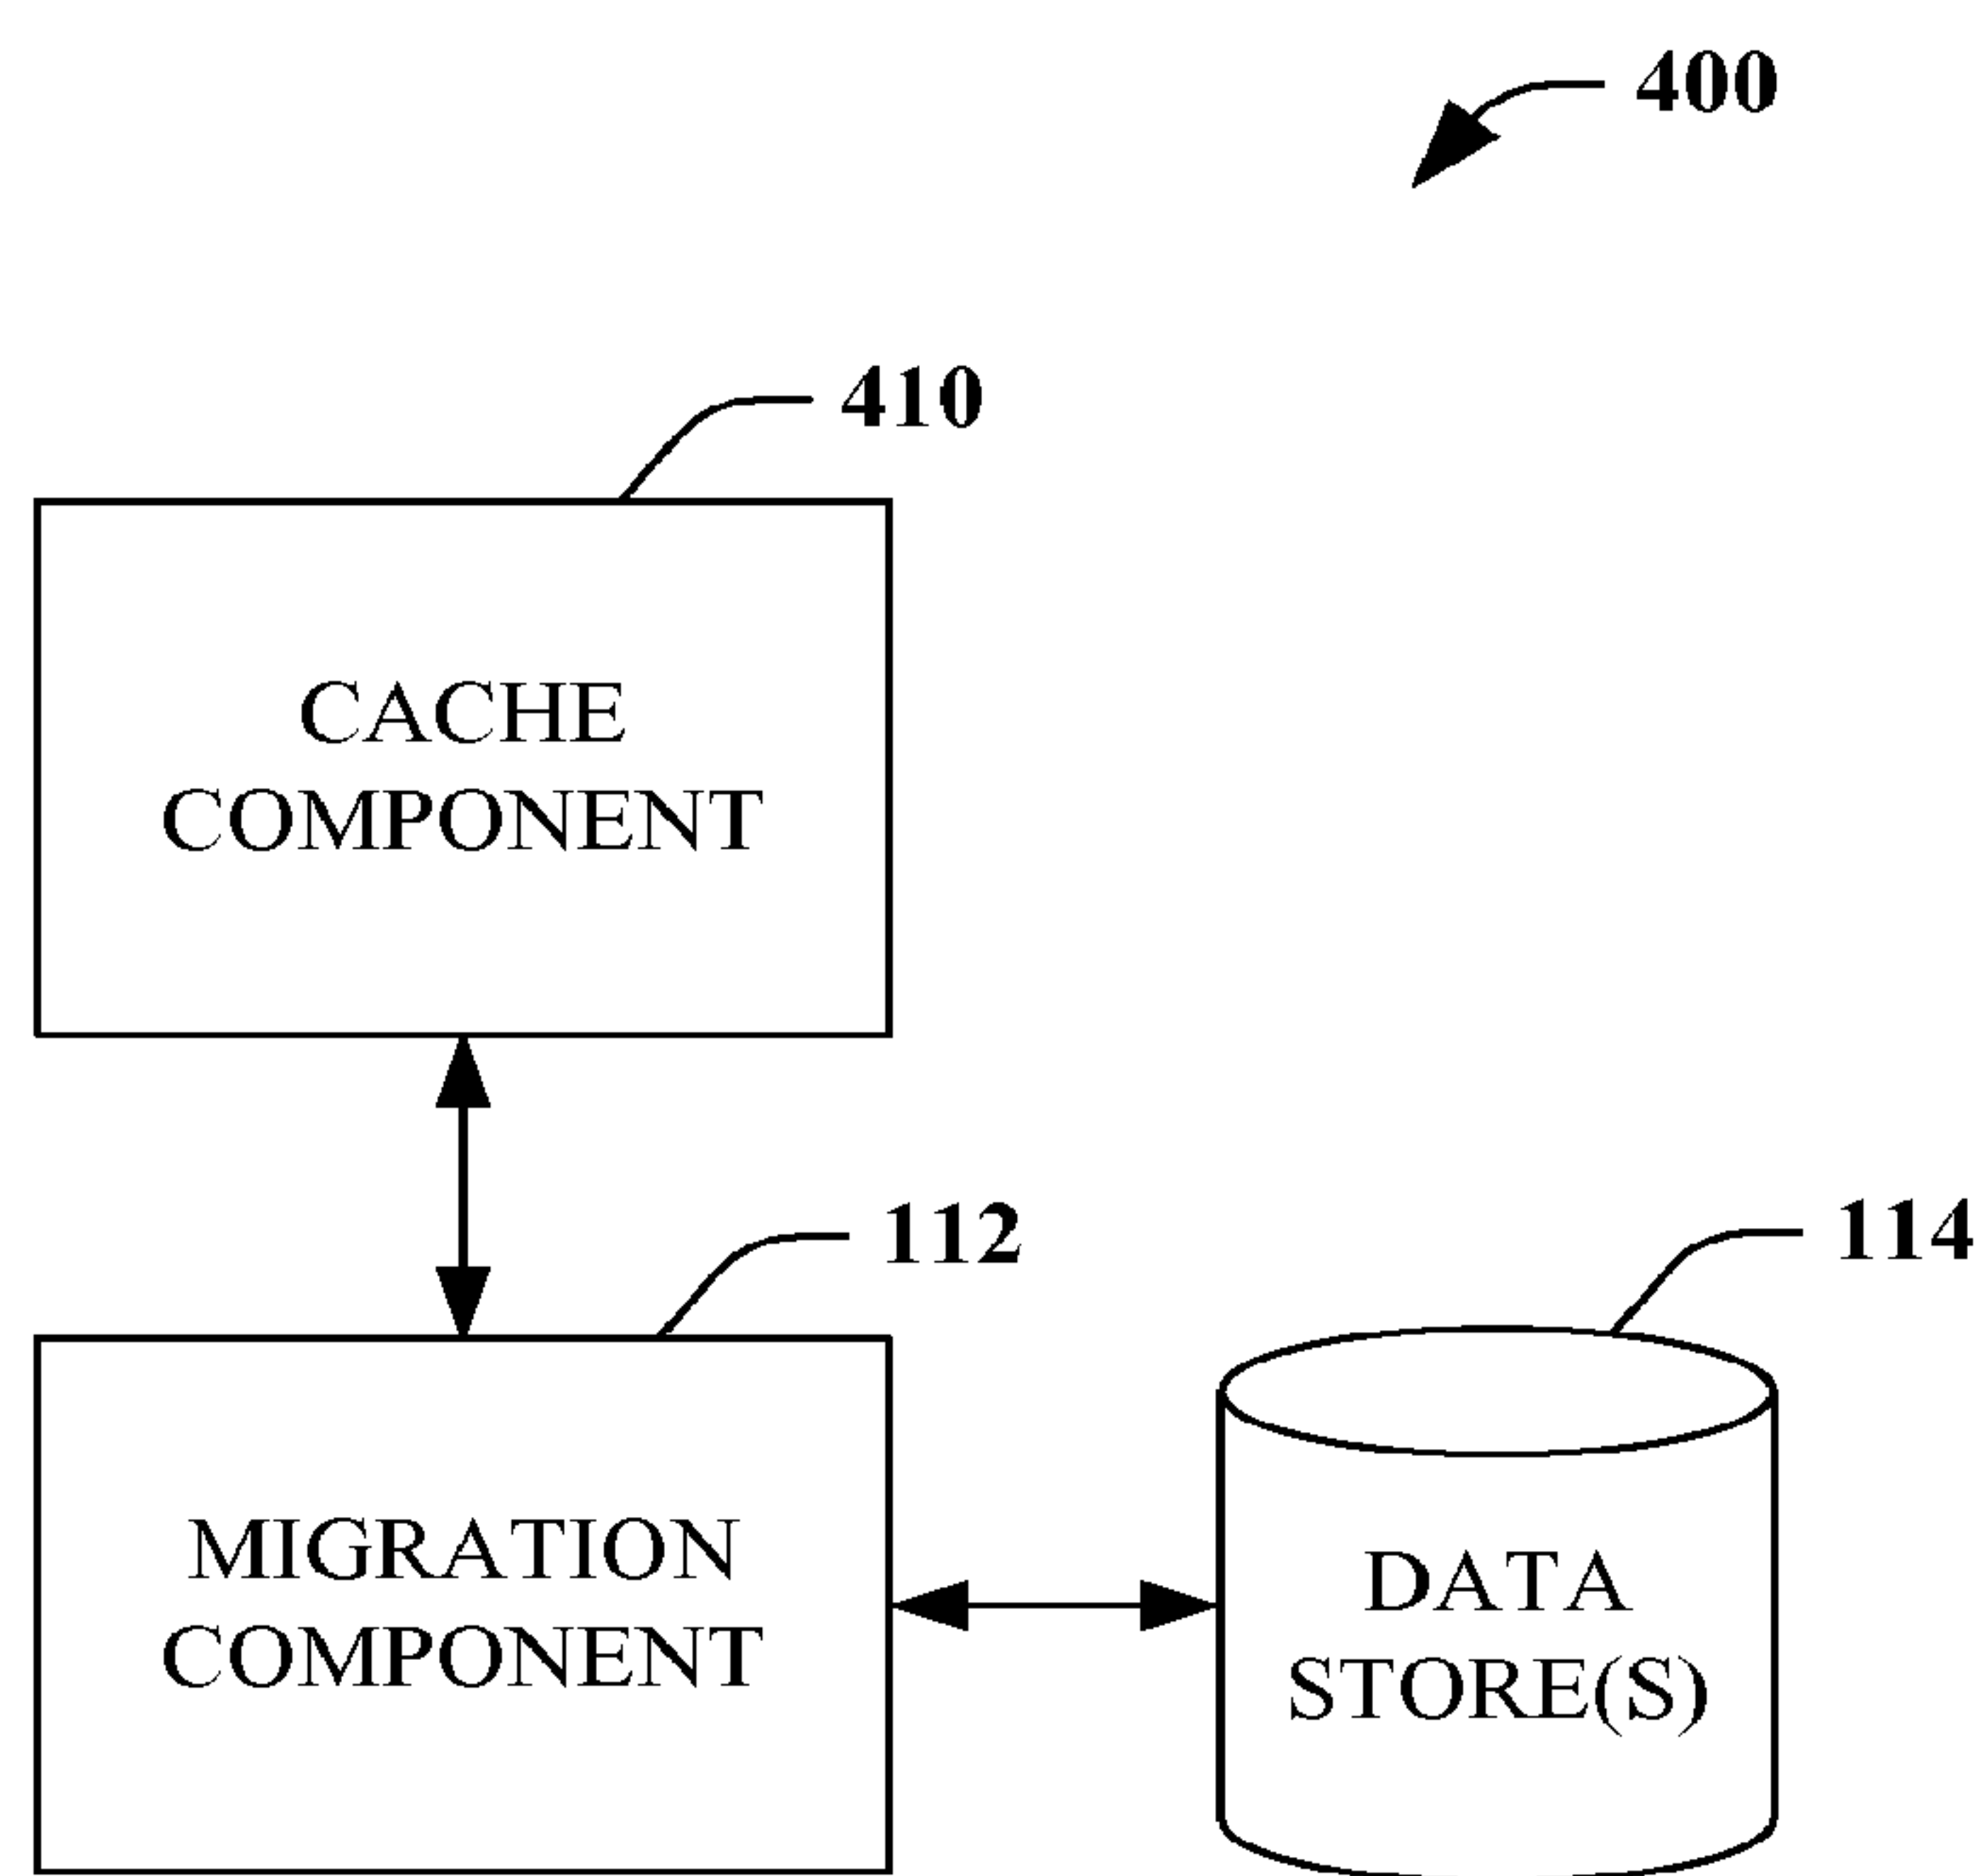 400
410
CACHE
COMPONENT
112
114
MIGRATION
COMPONENT
DATA
STORE(S)